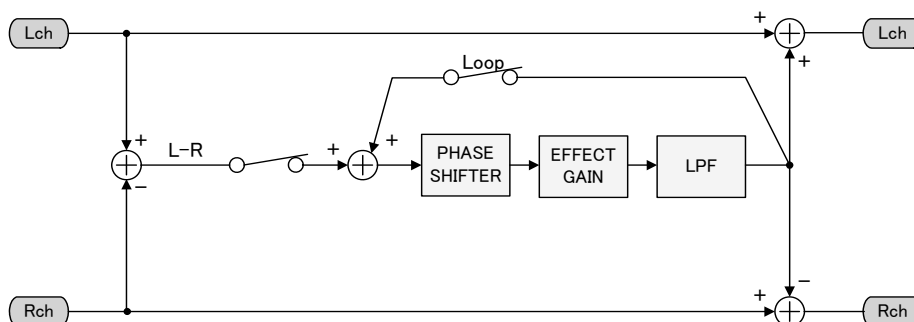 Lch
+
Lch
+
Loop
+
L-R
+
+
PHASE
SHIFTER
EFFECT
GAIN
LPF
−
−
Rch
+
Rch